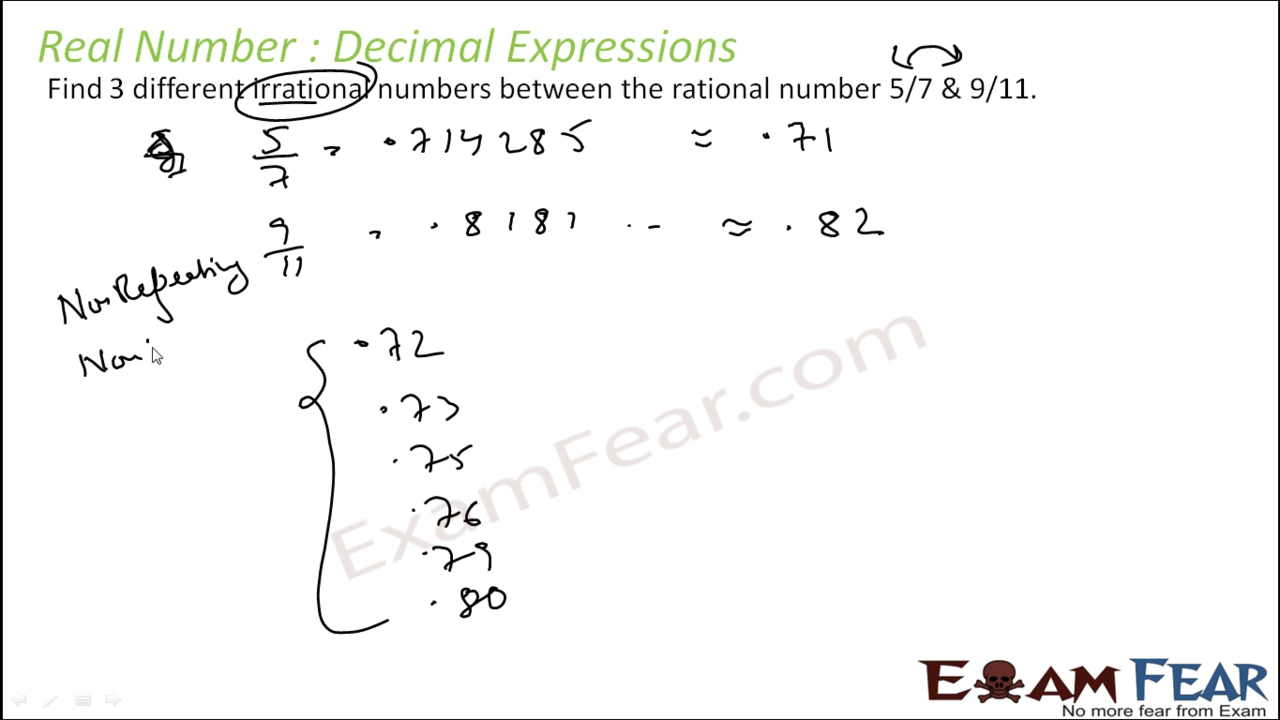 Real Number : Decimal Expressions
Find 3 different irrational numbers between the rational number 5/7 & 9/11.
5/7 = .714285 ≈ .71
9/11 = .8181 .. ≈ .82
Non Repeating
Non
.72
.73
.75
.76
.79
.80
ExamFear.com
EXAM FEAR
No more fear from Exam